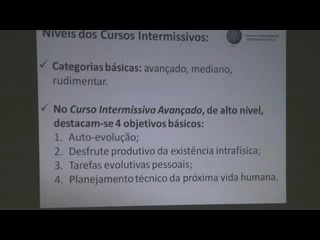 Níveis dos Cursos Intermissivos:
✓ Categorias básicas: avançado, mediano,
rudimentar.
✓ No Curso Intermissivo Avançado, de alto nível,
destacam-se 4 objetivos básicos:
1. Auto-evolução;
2. Desfrute produtivo da existência intrafísica;
3. Tarefas evolutivas pessoais;
4. Planejamento técnico da próxima vida humana.